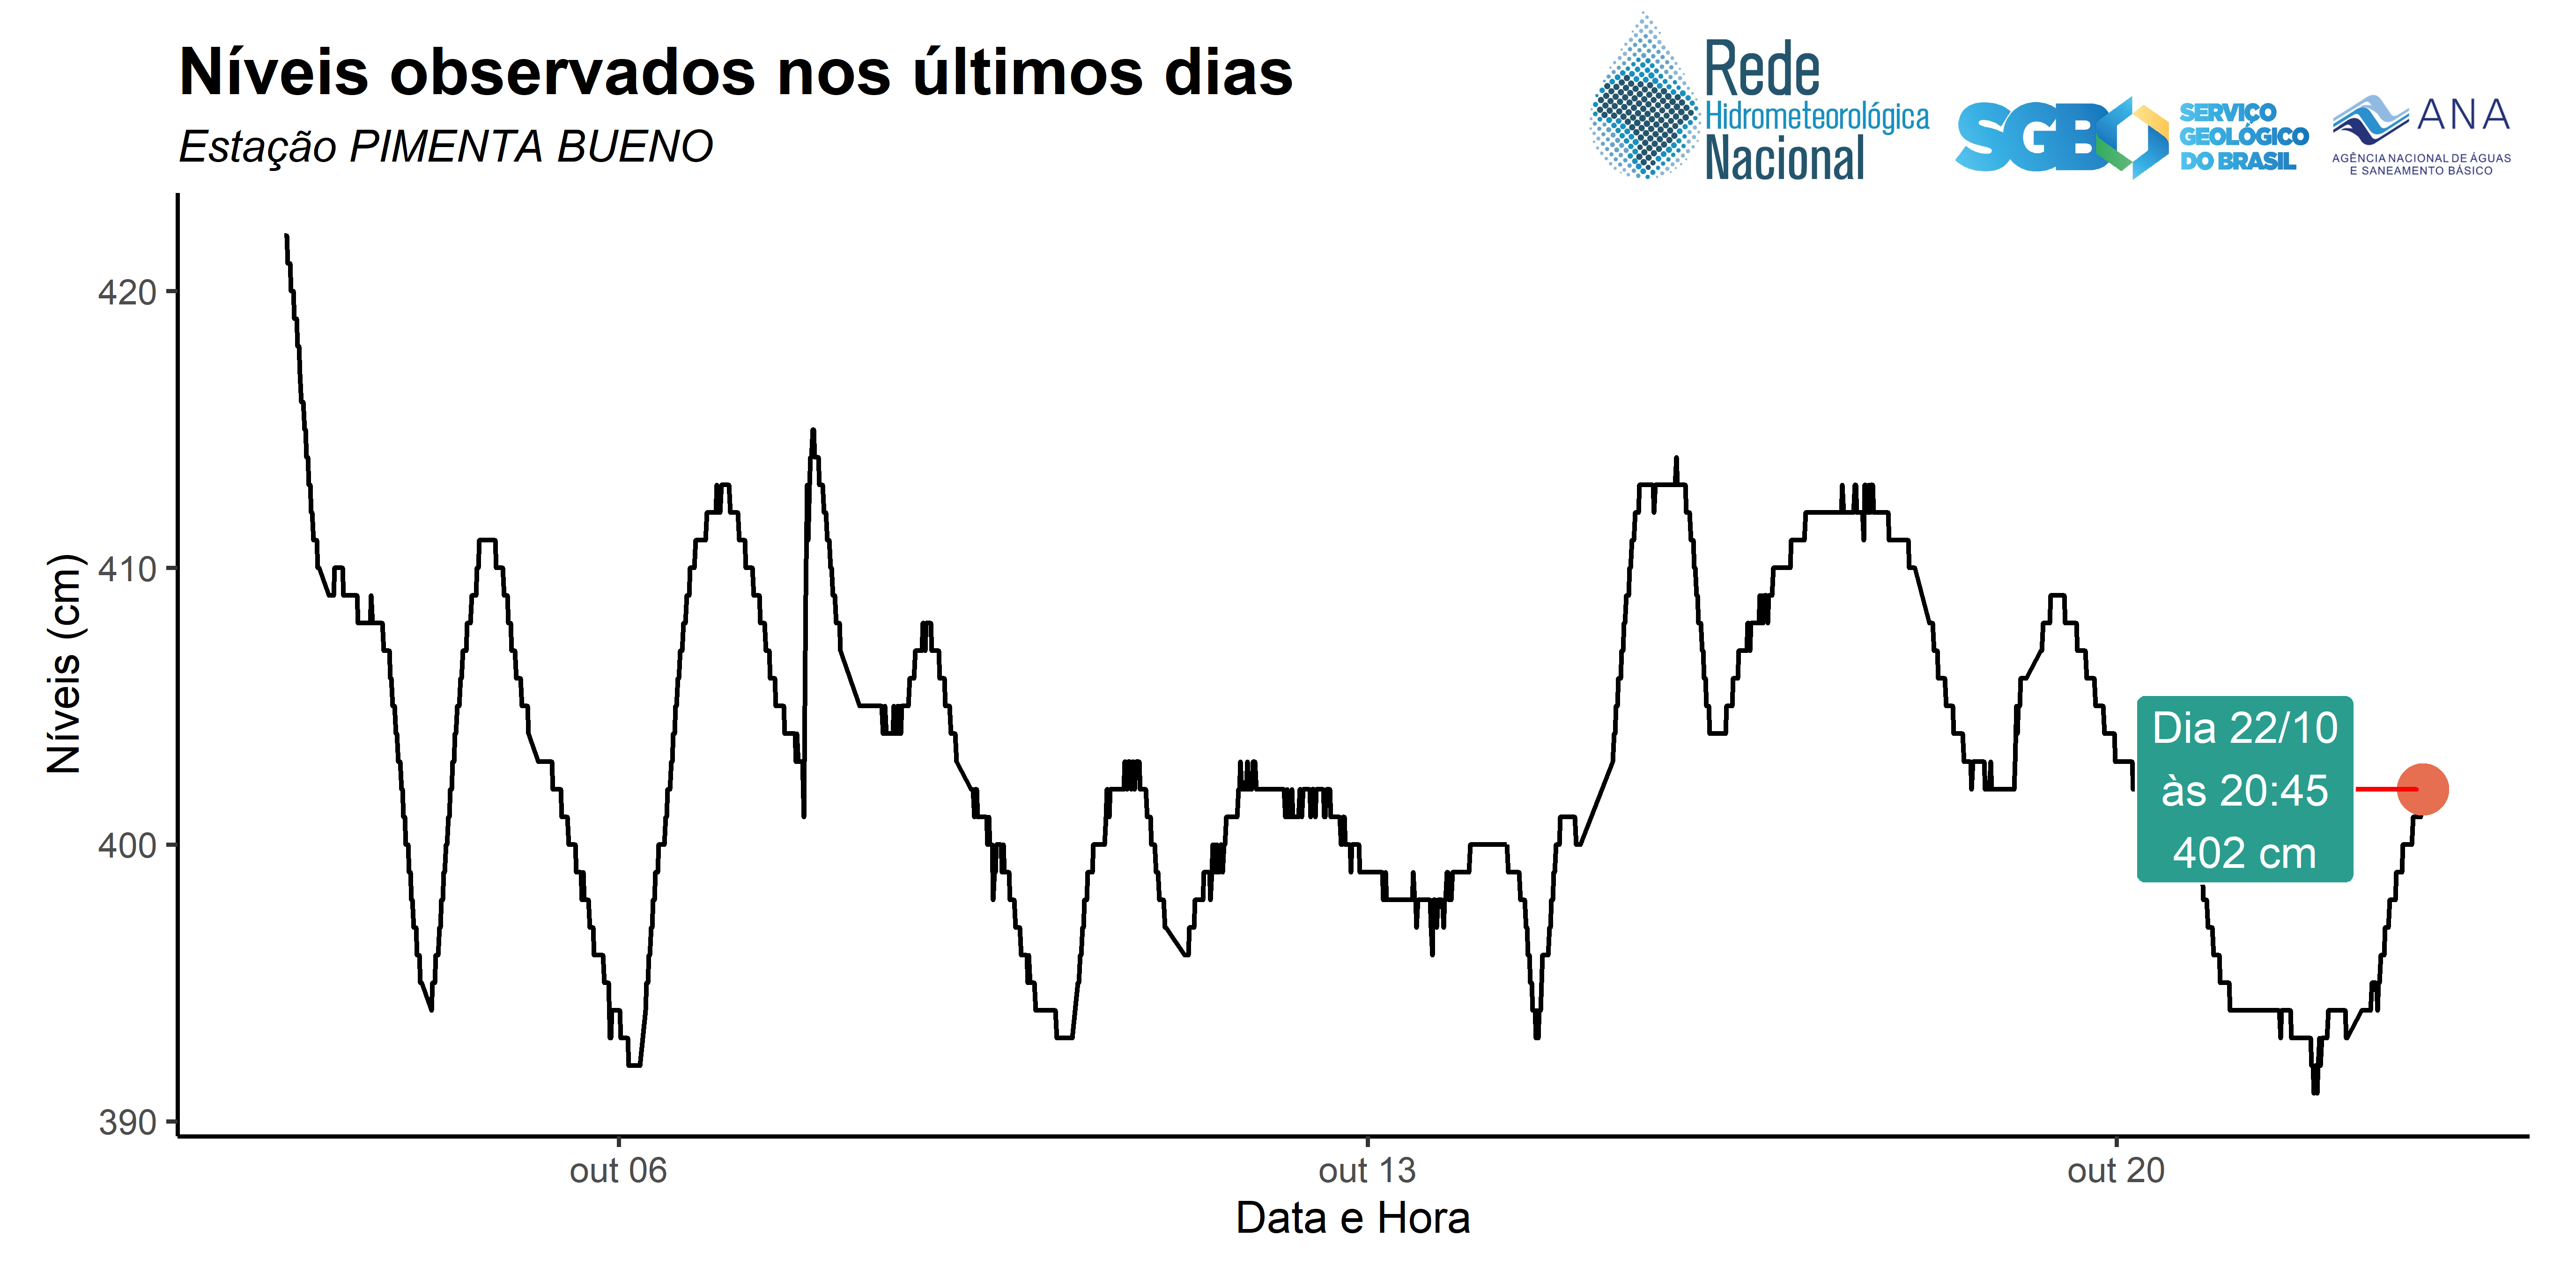 Níveis observados nos últimos dias
Estação PIMENTA BUENO
Rede
Hidrometeorológica
Nacional
SGB
SERVIÇO
GEOLÓGICO
DO BRASIL
ANA
AGÊNCIA NACIONAL DE ÁGUAS
E SANEAMENTO BÁSICO
Níveis (cm)
420
410
400
390
Dia 22/10
às 20:45
402 cm
out 06
out 13
out 20
Data e Hora